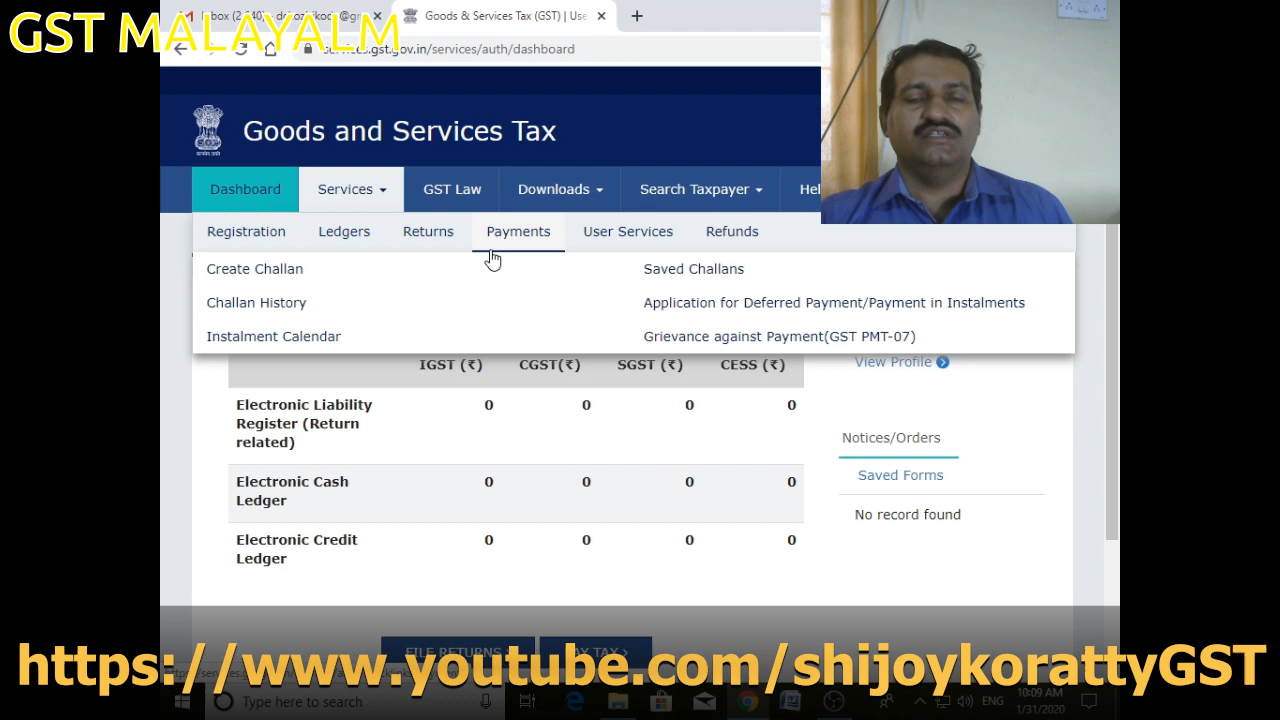 GST MALAYALM
Goods & Services Tax (GST) | Use
services.gst.gov.in/services/auth/dashboard
Goods and Services Tax
Dashboard Services GST Law Downloads Search Taxpayer Hel
Registration Ledgers Returns Payments User Services Refunds
Create Challan Saved Challans
Challan History Application for Deferred Payment/Payment in Instalments
Instalment Calendar Grievance against Payment(GST PMT-07)
IGST (₹) CGST(₹) SGST (₹) CESS (₹) View Profile
Electronic Liability
Register (Return
related) 0 0 0 0
Notices/Orders
Saved Forms
Electronic Cash
Ledger 0 0 0 0
No record found
Electronic Credit
Ledger 0 0 0 0
FILE RETURNS
https://www.youtube.com/shijoykorattyGST
Type here to search ENG 10:09 AM
1/31/2020